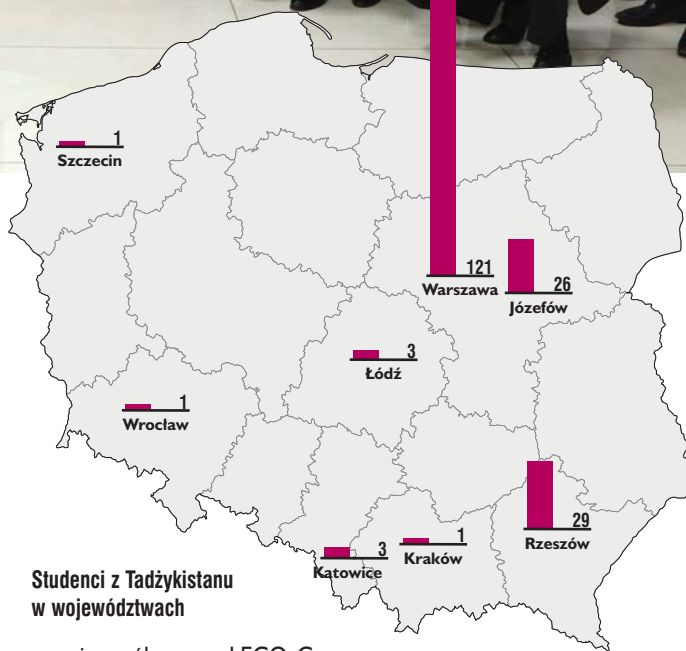 1
Szczecin
121
Warszawa
26
Józefów
3
Łódź
1
Wrocław
29
Rzeszów
1
Kraków
3
Katowice
Studenci z Tadżykistanu
w województwach